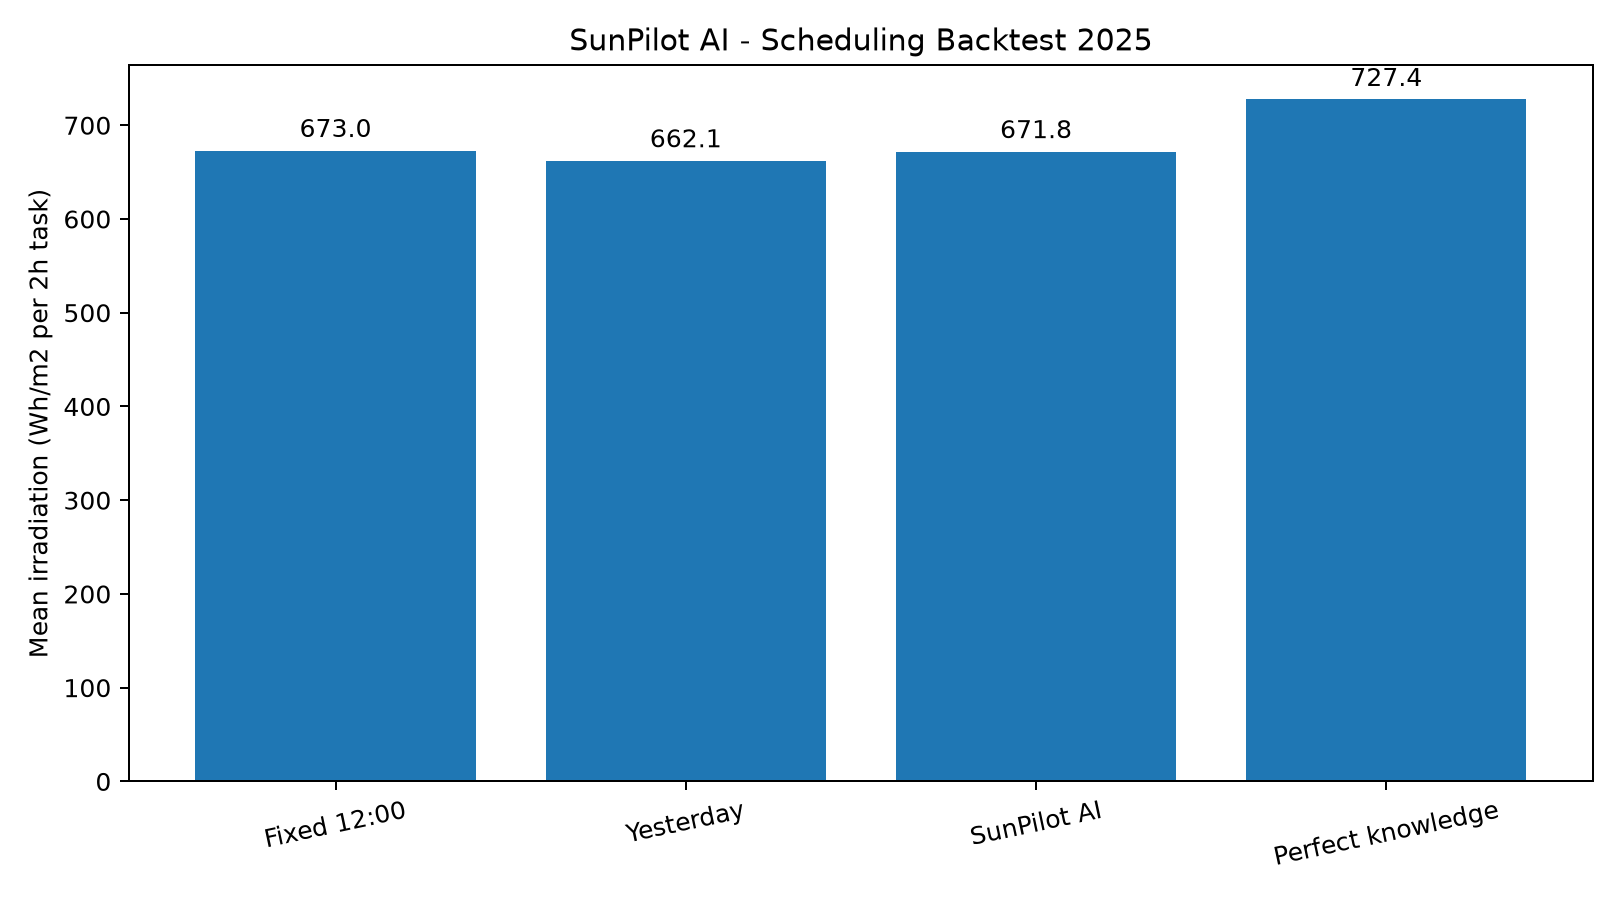 SunPilot AI - Scheduling Backtest 2025
Mean irradiation (Wh/m2 per 2h task)
700
600
500
400
300
200
100
0
673.0
662.1
671.8
727.4
Fixed 12:00
Yesterday
SunPilot AI
Perfect knowledge